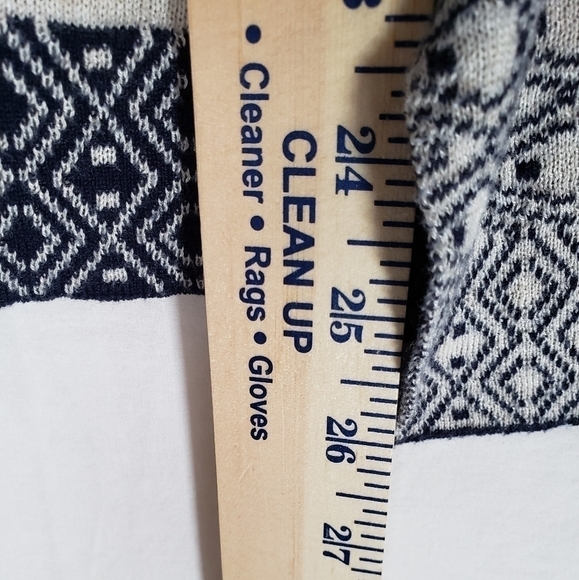 • Cleaner • Rags • Gloves
CLEAN UP
24
25
26
27